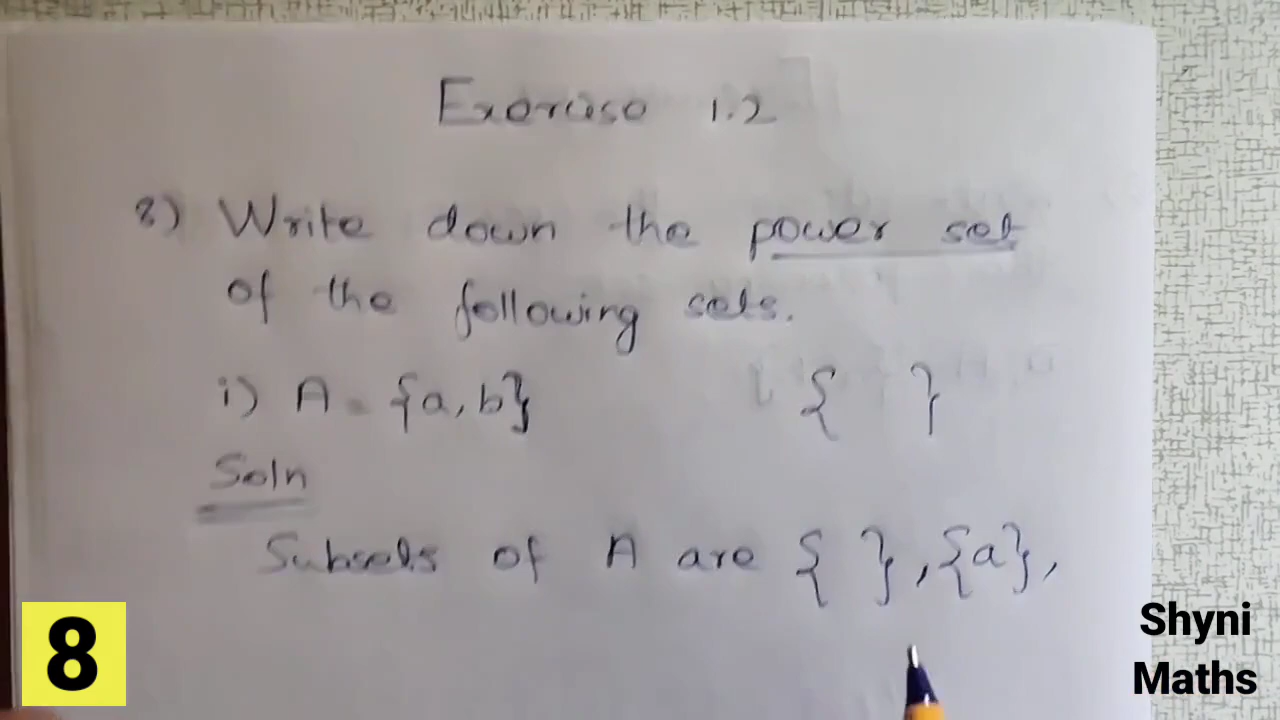 Exercise 1.2
8) Write down the power set
of the following sets.
i) A = {a, b} { }
Soln
Subsets of A are { }, {a},
8
Shyni
Maths